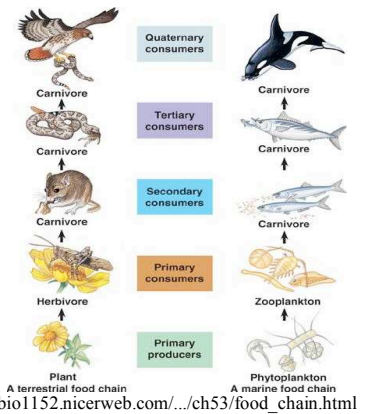 Quaternary
consumers
Carnivore
Carnivore
Tertiary
consumers
Carnivore
Carnivore
Secondary
consumers
Carnivore
Carnivore
Primary
consumers
Herbivore
Zooplankton
Primary
producers
Plant
A terrestrial food chain
Phytoplankton
A marine food chain
bio1152.nicerweb.com/.../ch53/food_chain.html